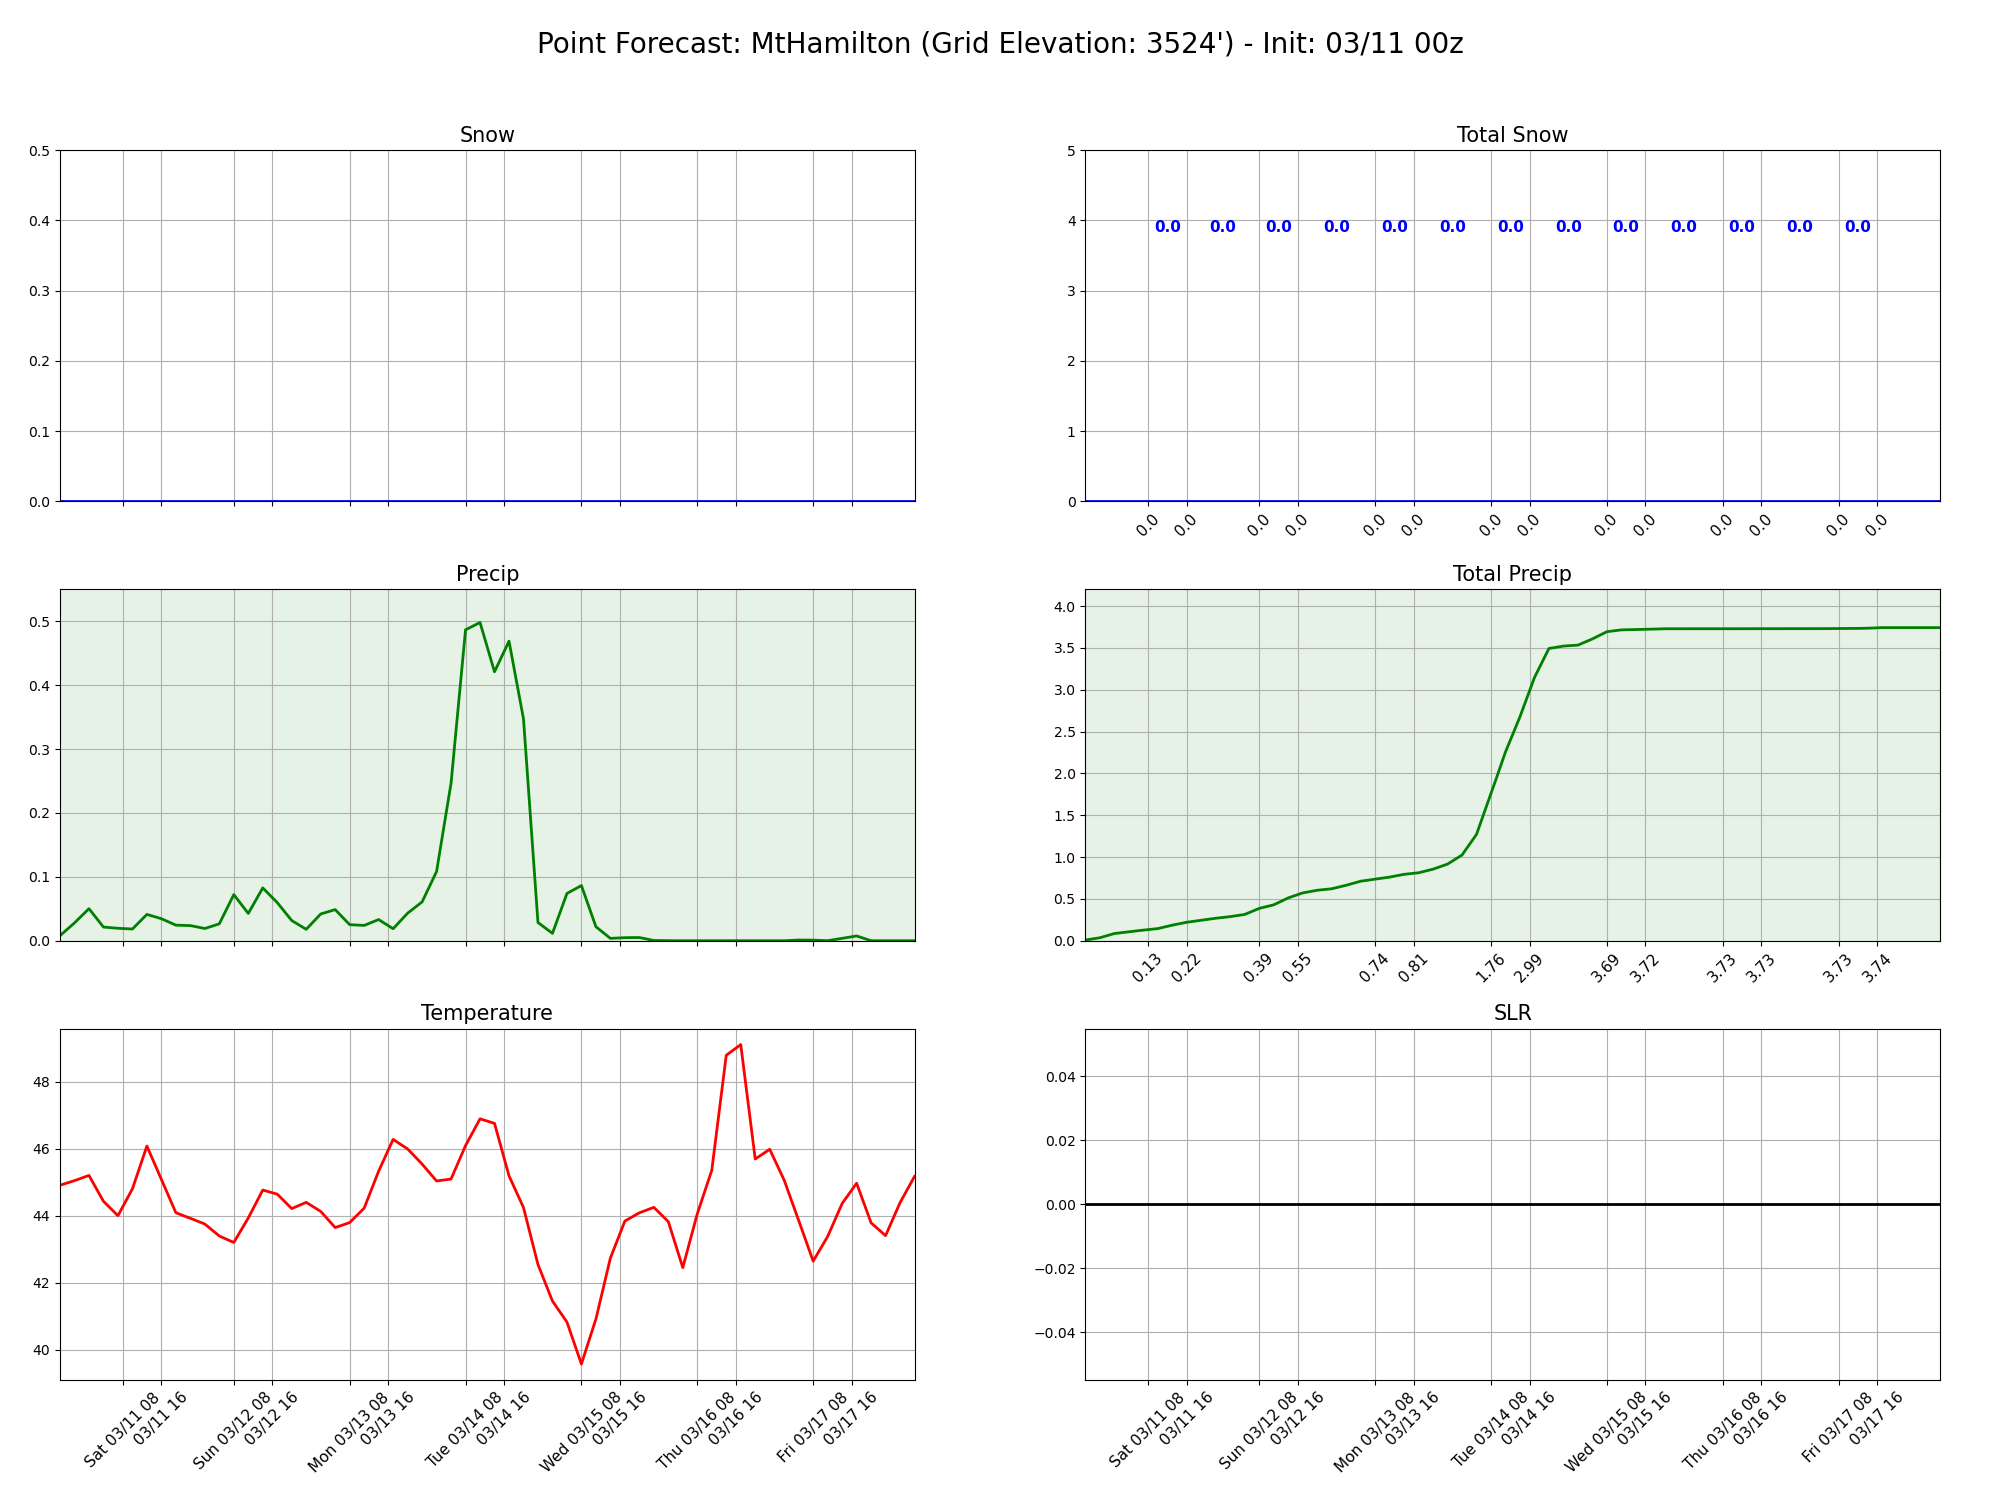 Point Forecast: MtHamilton (Grid Elevation: 3524') - Init: 03/11 00z
Snow
0.5
0.4
0.3
0.2
0.1
0.0
Total Snow
5
4
3
2
1
0
0.0 0.0 0.0 0.0 0.0 0.0 0.0 0.0 0.0 0.0 0.0 0.0 0.0
0.0 0.0 0.0 0.0 0.0 0.0 0.0 0.0 0.0 0.0 0.0 0.0 0.0 0.0
Precip
0.5
0.4
0.3
0.2
0.1
0.0
Total Precip
4.0
3.5
3.0
2.5
2.0
1.5
1.0
0.5
0.0
0.13 0.22 0.39 0.55 0.74 0.81 1.76 2.99 3.69 3.72 3.73 3.73 3.73 3.74
Temperature
48
46
44
42
40
Sat 03/11 08
03/11 16
Sun 03/12 08
03/12 16
Mon 03/13 08
03/13 16
Tue 03/14 08
03/14 16
Wed 03/15 08
03/15 16
Thu 03/16 08
03/16 16
Fri 03/17 08
03/17 16
SLR
0.04
0.02
0.00
−0.02
−0.04
Sat 03/11 08
03/11 16
Sun 03/12 08
03/12 16
Mon 03/13 08
03/13 16
Tue 03/14 08
03/14 16
Wed 03/15 08
03/15 16
Thu 03/16 08
03/16 16
Fri 03/17 08
03/17 16